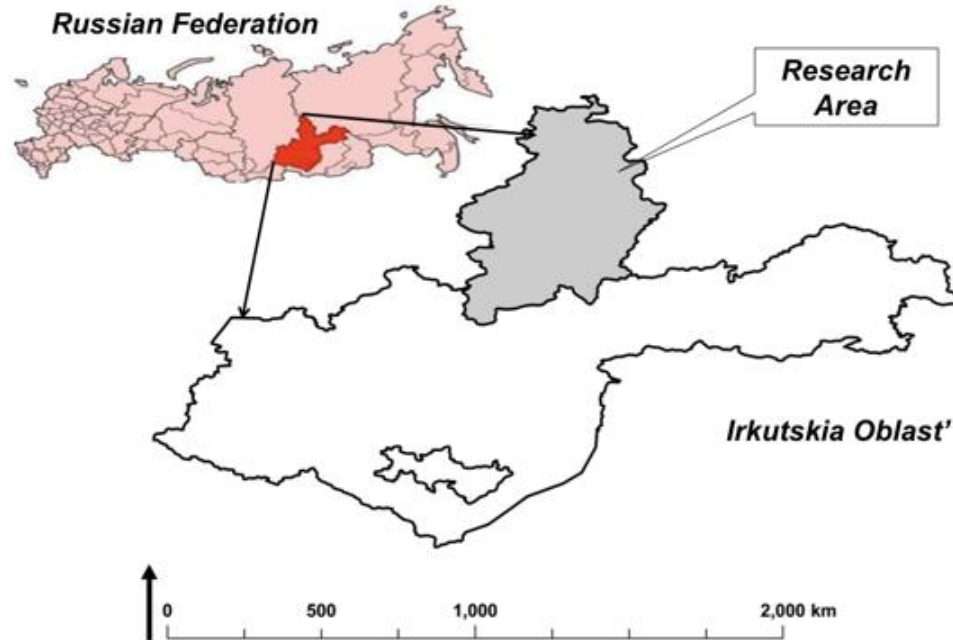 Russian Federation
Research
Area
Irkutskia Oblast'
0 500 1,000 2,000 km